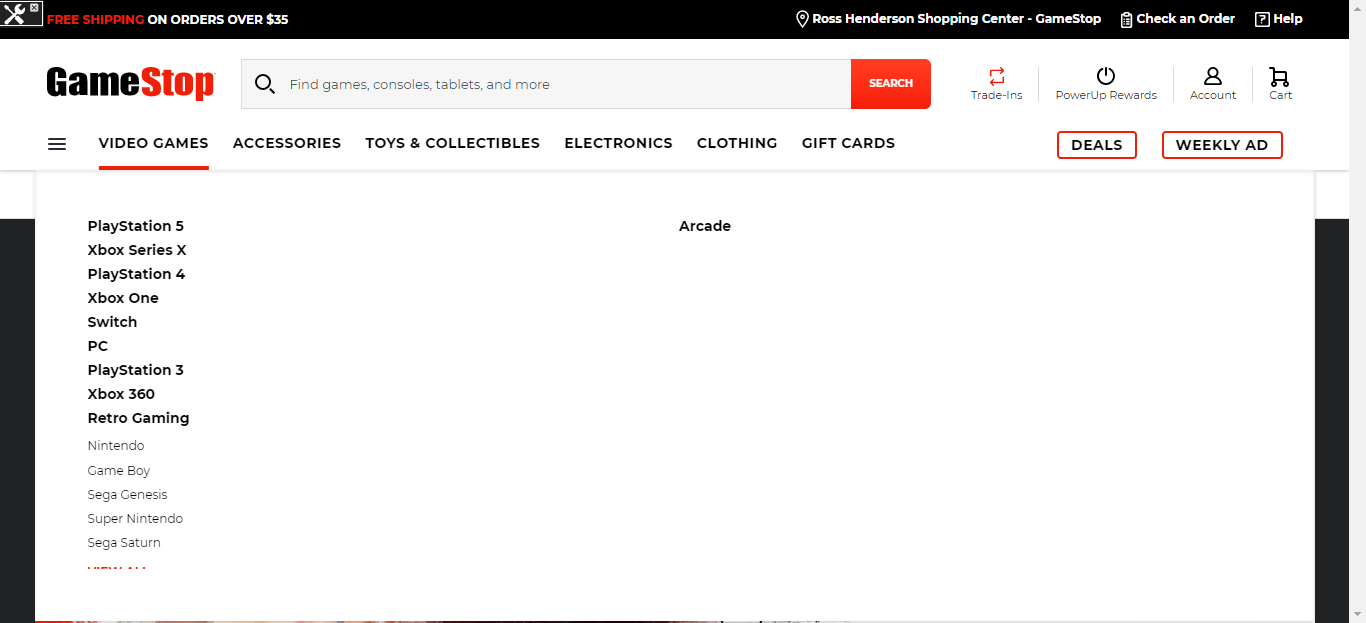 FREE SHIPPING ON ORDERS OVER $35
Ross Henderson Shopping Center - GameStop
Check an Order
Help
GameStop
Find games, consoles, tablets, and more
SEARCH
Trade-Ins
PowerUp Rewards
Account
Cart
VIDEO GAMES
ACCESSORIES
TOYS & COLLECTIBLES
ELECTRONICS
CLOTHING
GIFT CARDS
DEALS
WEEKLY AD
PlayStation 5
Xbox Series X
PlayStation 4
Xbox One
Switch
PC
PlayStation 3
Xbox 360
Retro Gaming
Nintendo
Game Boy
Sega Genesis
Super Nintendo
Sega Saturn
VIEW ALL
Arcade